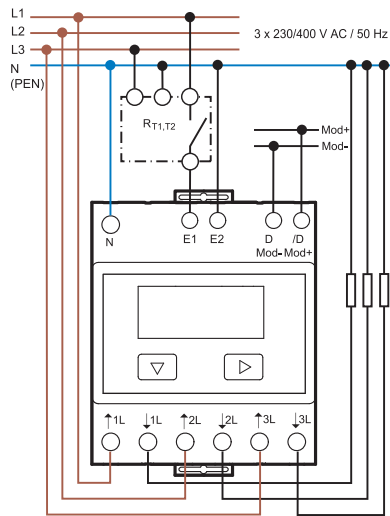 L1
L2
3 x 230/400 V AC / 50 Hz
L3
N
(PEN)
RT1,T2
Mod+
Mod-
N
E1 E2 D /D
Mod- Mod+
↑1L ↓1L ↑2L ↓2L ↑3L ↓3L